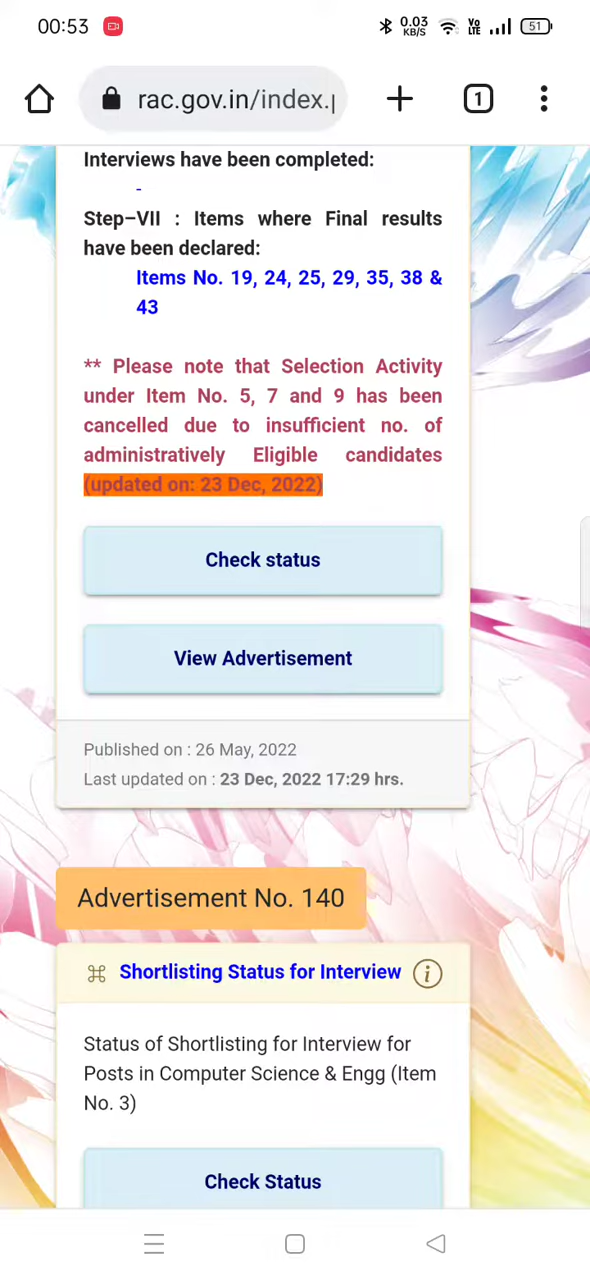 00:53
0.03
KB/S
Vo
LTE
51
rac.gov.in/index.
1
Interviews have been completed:
-
Step–VII : Items where Final results
have been declared:
Items No. 19, 24, 25, 29, 35, 38 &
43
** Please note that Selection Activity
under Item No. 5, 7 and 9 has been
cancelled due to insufficient no. of
administratively Eligible candidates
(updated on: 23 Dec, 2022)
Check status
View Advertisement
Published on : 26 May, 2022
Last updated on : 23 Dec, 2022 17:29 hrs.
Advertisement No. 140
⌘ Shortlisting Status for Interview i
Status of Shortlisting for Interview for
Posts in Computer Science & Engg (Item
No. 3)
Check Status